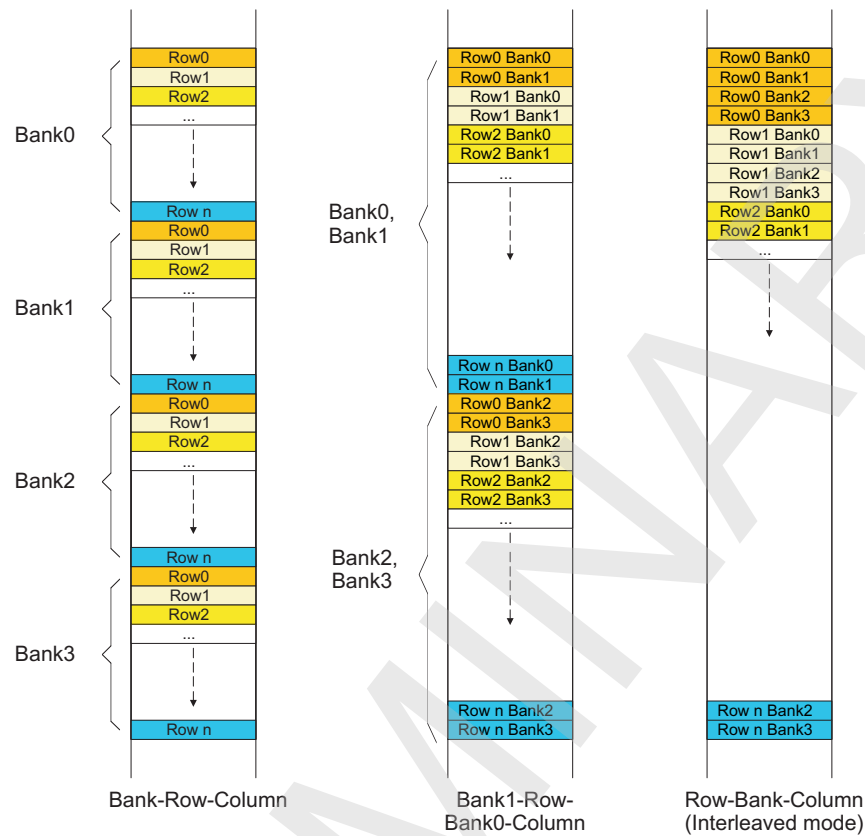 Bank0
Row0
Row1
Row2
...
Row n
Bank1
Row0
Row1
Row2
...
Row n
Bank2
Row0
Row1
Row2
...
Row n
Bank3
Row0
Row1
Row2
...
Row n
Bank-Row-Column
Bank0,
Bank1
Row0 Bank0
Row0 Bank1
Row1 Bank0
Row1 Bank1
Row2 Bank0
Row2 Bank1
...
Row n Bank0
Row n Bank1
Bank2,
Bank3
Row0 Bank2
Row0 Bank3
Row1 Bank2
Row1 Bank3
Row2 Bank2
Row2 Bank3
...
Row n Bank2
Row n Bank3
Bank1-Row-
Bank0-Column
Row0 Bank0
Row0 Bank1
Row0 Bank2
Row0 Bank3
Row1 Bank0
Row1 Bank1
Row1 Bank2
Row1 Bank3
Row2 Bank0
Row2 Bank1
...
Row n Bank2
Row n Bank3
Row-Bank-Column
(Interleaved mode)
MINAR